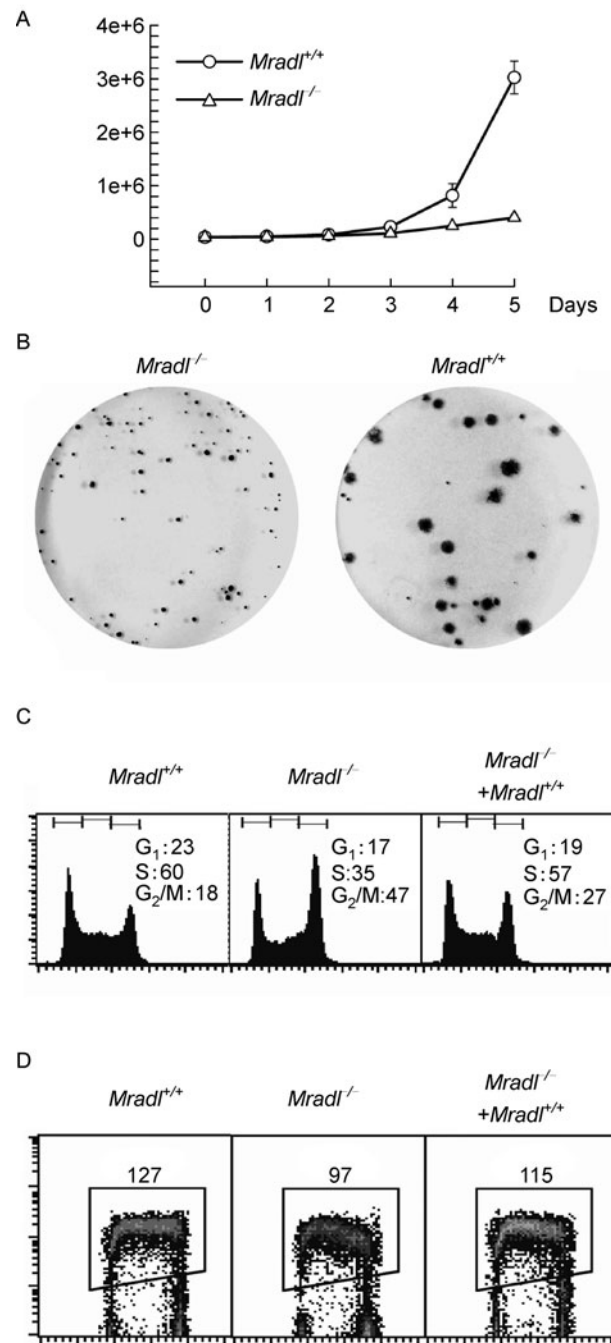 A
4e+6
3e+6
2e+6
1e+6
0
Mradl+/+
Mradl-/-
0 1 2 3 4 5 Days
B
Mradl-/- Mradl+/+
C
Mradl+/+ Mradl-/- Mradl-/-
+Mradl+/+
G1:23
S:60
G2/M:18
G1:17
S:35
G2/M:47
G1:19
S:57
G2/M:27
D
Mradl+/+ Mradl-/- Mradl-/-
+Mradl+/+
127 97 115